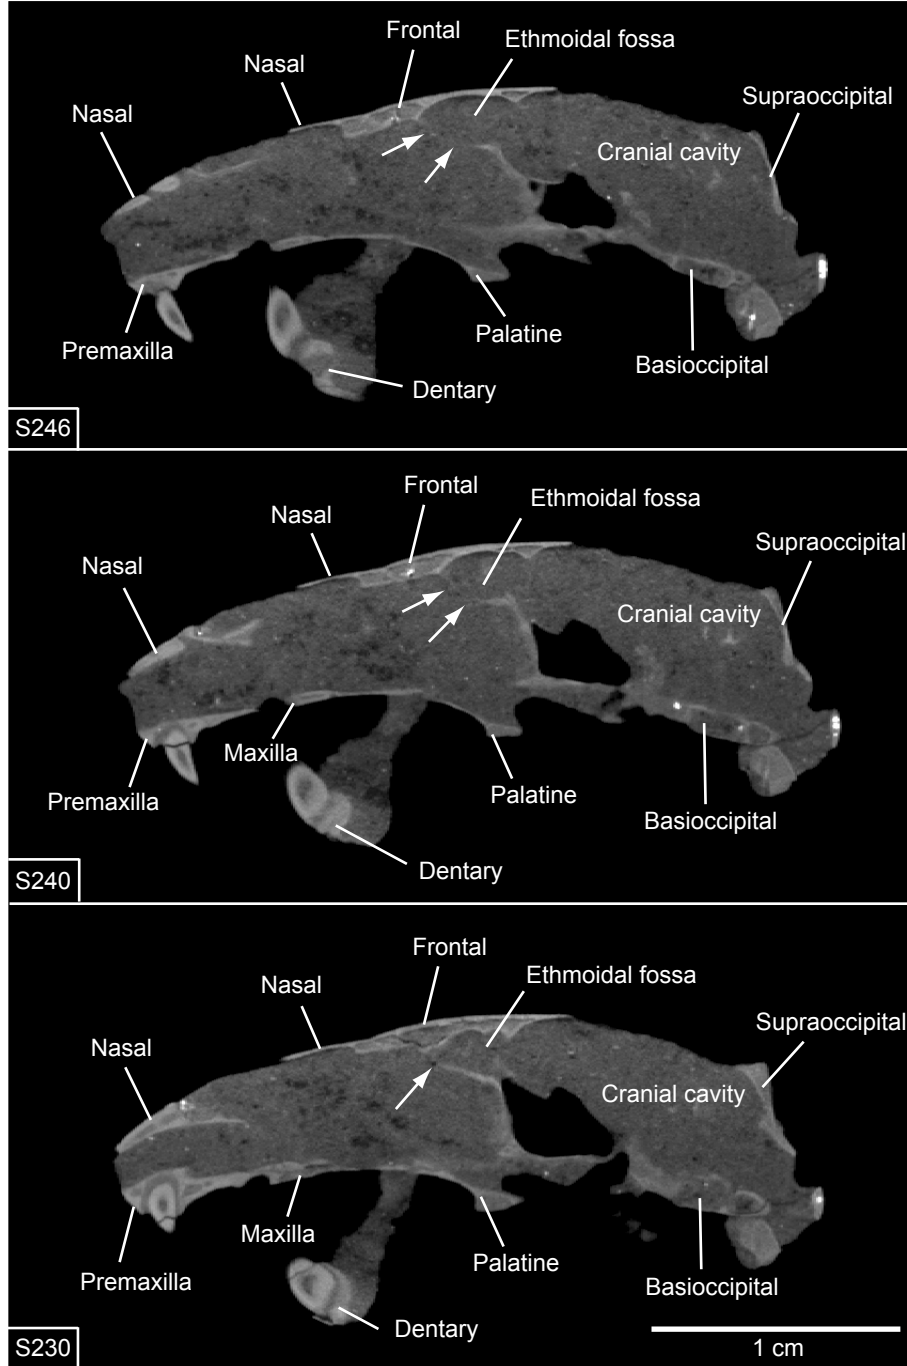 Frontal
Ethmoidal fossa
Nasal
Supraoccipital
Nasal
Cranial cavity
Premaxilla
Palatine
Basioccipital
Dentary
S246
Frontal
Ethmoidal fossa
Nasal
Supraoccipital
Nasal
Cranial cavity
Maxilla
Premaxilla
Palatine
Basioccipital
Dentary
S240
Frontal
Ethmoidal fossa
Nasal
Supraoccipital
Nasal
Cranial cavity
Maxilla
Palatine
Premaxilla
Basioccipital
Dentary
S230
1 cm